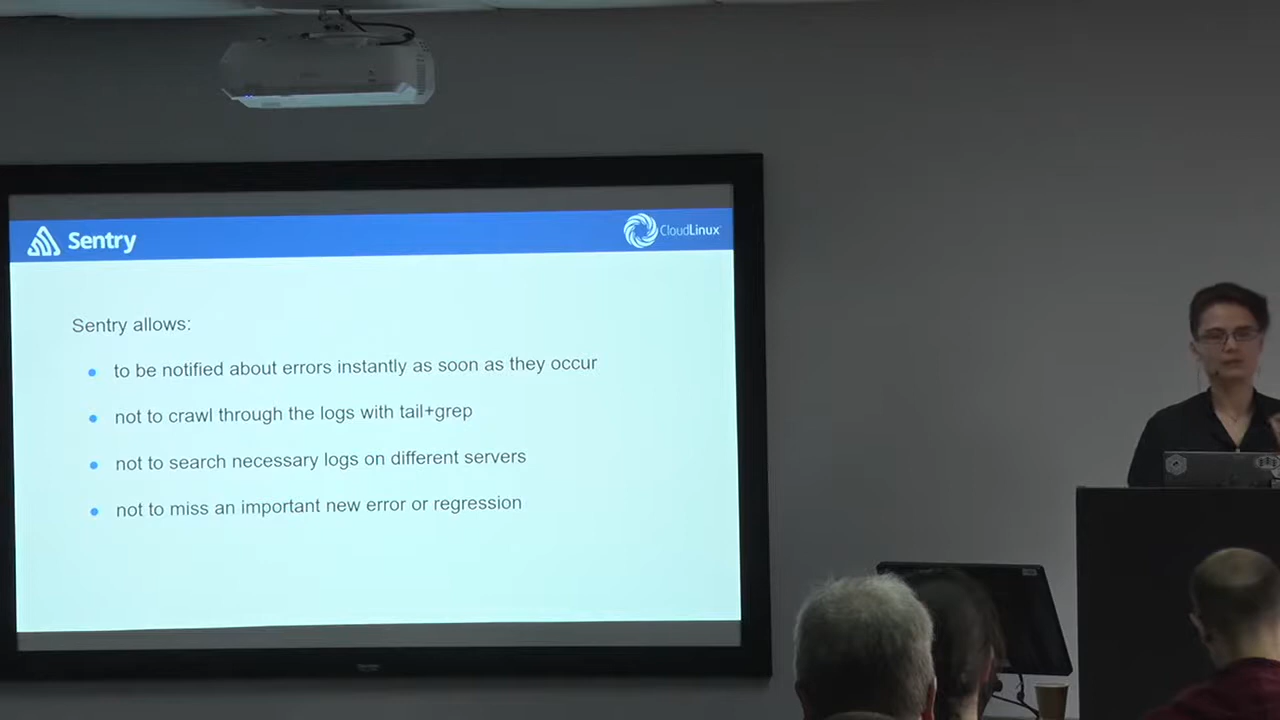 Sentry
CloudLinux
Sentry allows:
to be notified about errors instantly as soon as they occur
not to crawl through the logs with tail+grep
not to search necessary logs on different servers
not to miss an important new error or regression